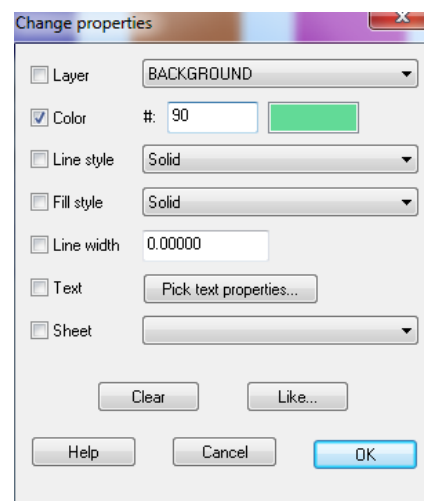 Change properties
Layer BACKGROUND
Color #: 90
Line style Solid
Fill style Solid
Line width 0.00000
Text Pick text properties...
Sheet
Clear Like...
Help Cancel OK